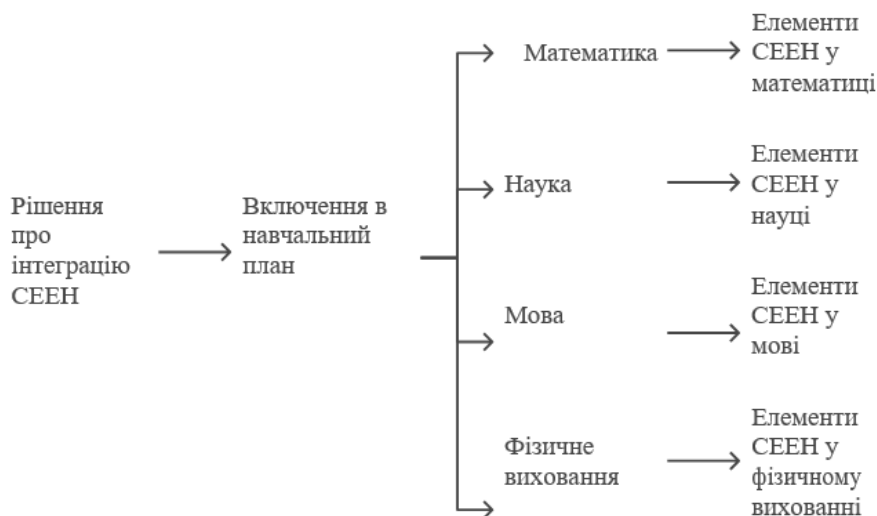 Рішення
про
інтеграцію
СЕЕН
Включення в
навчальний
план
Математика
Елементи
СЕЕН у
математиці
Наука
Елементи
СЕЕН у
науці
Мова
Елементи
СЕЕН у
мові
Фізичне
виховання
Елементи
СЕЕН у
фізичному
вихованні